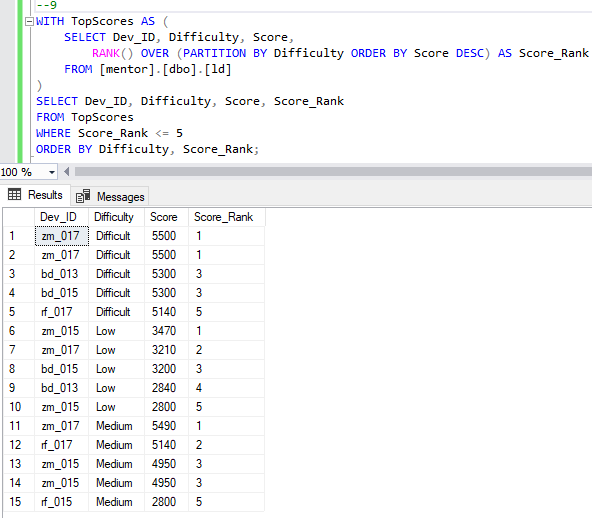 --9
WITH TopScores AS (
SELECT Dev_ID, Difficulty, Score,
RANK() OVER (PARTITION BY Difficulty ORDER BY Score DESC) AS Score_Rank
FROM [mentor].[dbo].[ld]
)
SELECT Dev_ID, Difficulty, Score, Score_Rank
FROM TopScores
WHERE Score_Rank <= 5
ORDER BY Difficulty, Score_Rank;
100 %
Results Messages
Dev_ID Difficulty Score Score_Rank
1 zm_017 Difficult 5500 1
2 zm_017 Difficult 5500 1
3 bd_013 Difficult 5300 3
4 bd_015 Difficult 5300 3
5 rf_017 Difficult 5140 5
6 zm_015 Low 3470 1
7 zm_017 Low 3210 2
8 bd_015 Low 3200 3
9 bd_013 Low 2840 4
10 zm_015 Low 2800 5
11 zm_017 Medium 5490 1
12 rf_017 Medium 5140 2
13 zm_015 Medium 4950 3
14 zm_015 Medium 4950 3
15 rf_015 Medium 2800 5